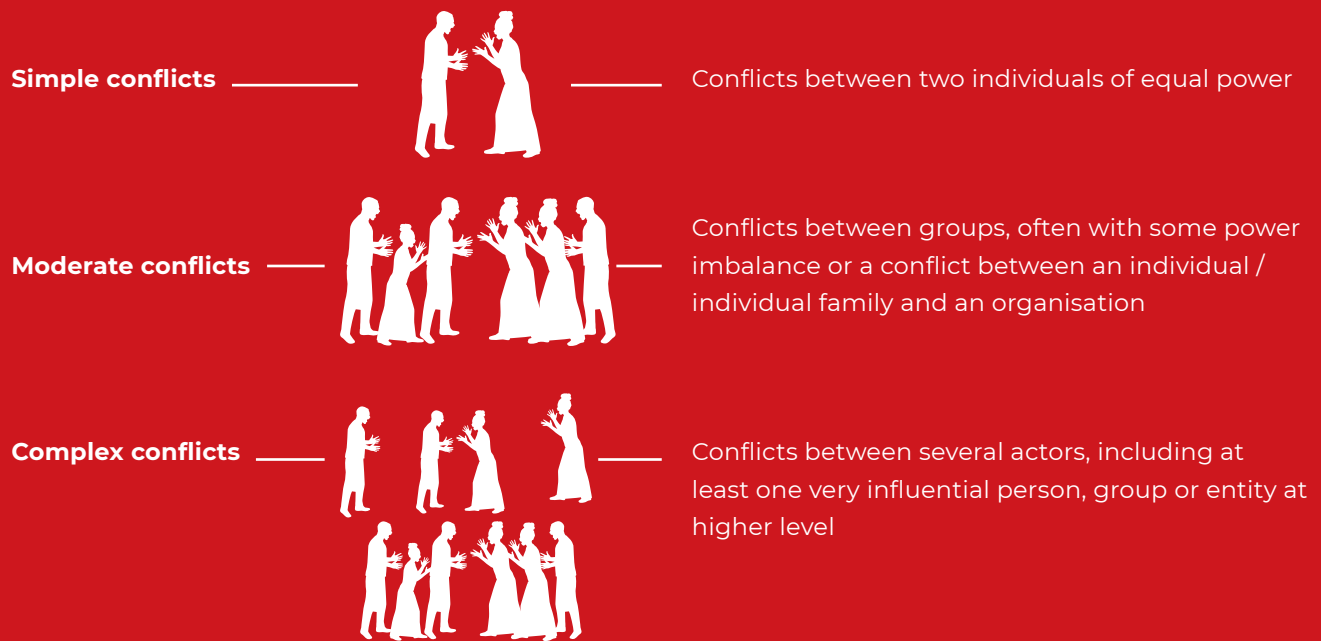 Simple conflicts
Conflicts between two individuals of equal power
Moderate conflicts
Conflicts between groups, often with some power
imbalance or a conflict between an individual /
individual family and an organisation
Complex conflicts
Conflicts between several actors, including at
least one very influential person, group or entity at
higher level